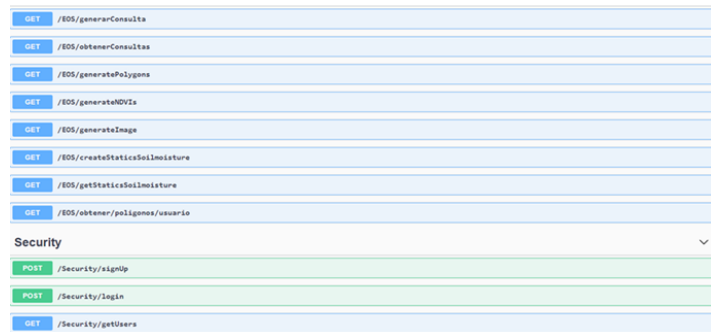 GET /EOS/generarConsulta
GET /EOS/obtenerConsultas
GET /EOS/generatePolygons
GET /EOS/generateNDVIs
GET /EOS/generateImage
GET /EOS/createStaticsSoilmoisture
GET /EOS/getStaticsSoilmoisture
GET /EOS/obtener/poligonos/usuario
Security
POST /Security/signUp
POST /Security/login
GET /Security/getUsers